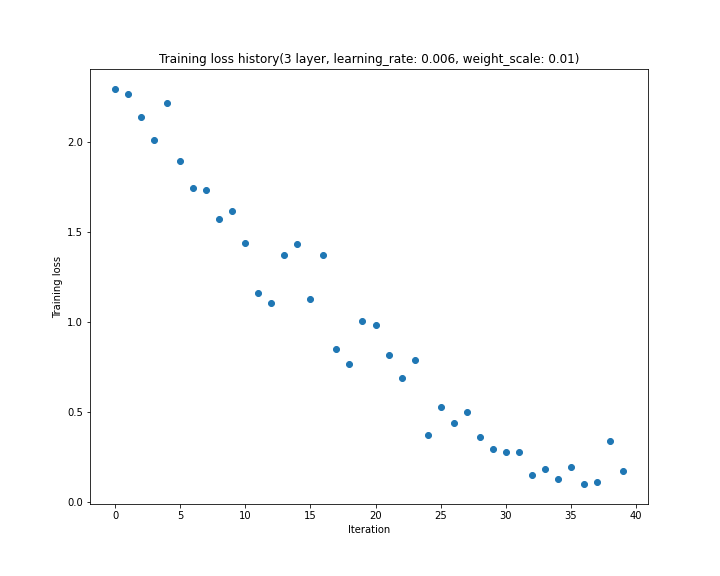 Training loss history(3 layer, learning_rate: 0.006, weight_scale: 0.01)
2.0
1.5
1.0
0.5
0.0
Training loss
0 5 10 15 20 25 30 35 40
Iteration